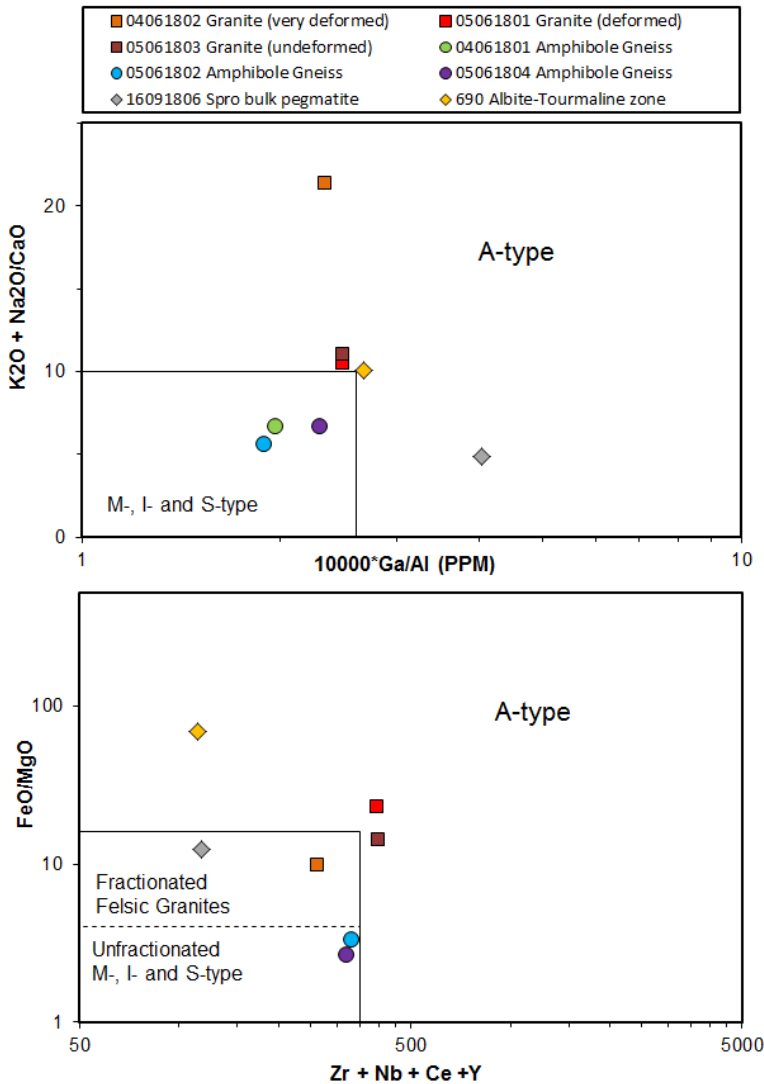 04061802 Granite (very deformed) 05061801 Granite (deformed)
05061803 Granite (undeformed) 04061801 Amphibole Gneiss
05061802 Amphibole Gneiss 05061804 Amphibole Gneiss
16091806 Spro bulk pegmatite 690 Albite-Tourmaline zone
K2O + Na2O/CaO
20
10
0
A-type
M-, I- and S-type
1 10
10000*Ga/Al (PPM)
FeO/MgO
100
10
1
A-type
Fractionated
Felsic Granites
Unfractionated
M-, I- and S-type
50 500 5000
Zr + Nb + Ce +Y